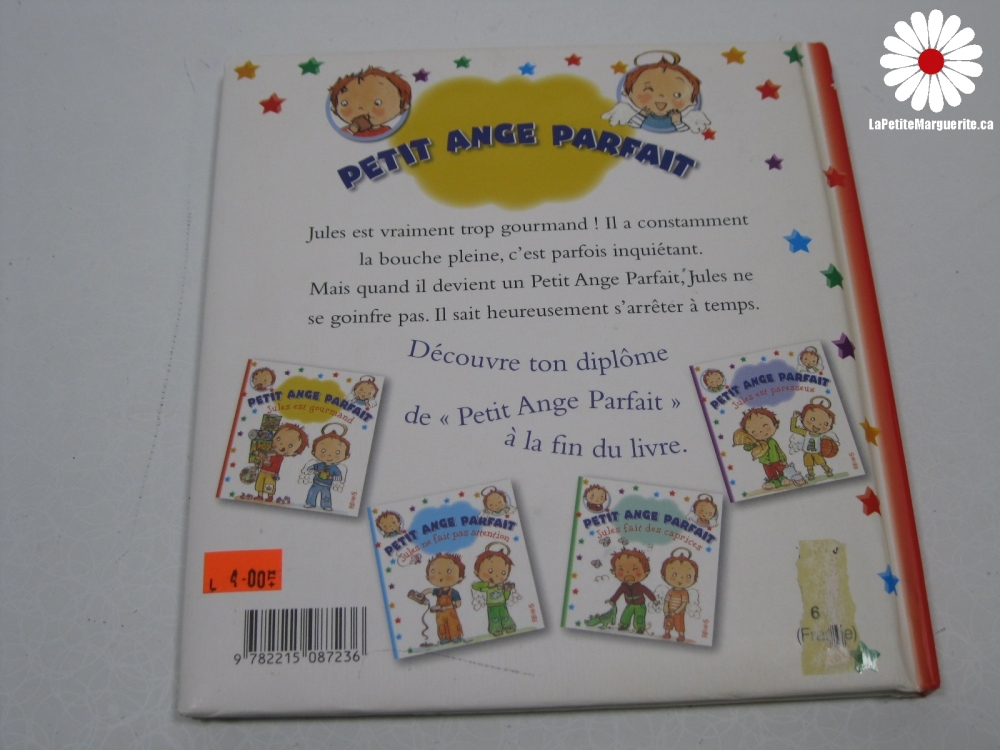 LaPetiteMarguerite.ca
PETIT ANGE PARFAIT
Jules est vraiment trop gourmand ! Il a constamment
la bouche pleine, c'est parfois inquiétant.
Mais quand il devient un Petit Ange Parfait, Jules ne
se goinfre pas. Il sait heureusement s'arrêter à temps.
Découvre ton diplôme
de « Petit Ange Parfait »
à la fin du livre.
PETIT ANGE PARFAIT
Jules est gourmand
PETIT ANGE PARFAIT
Jules est paresseux
PETIT ANGE PARFAIT
Jules ne fait pas attention
PETIT ANGE PARFAIT
Jules fait des caprices
L 4.00
9 782215 087236
6